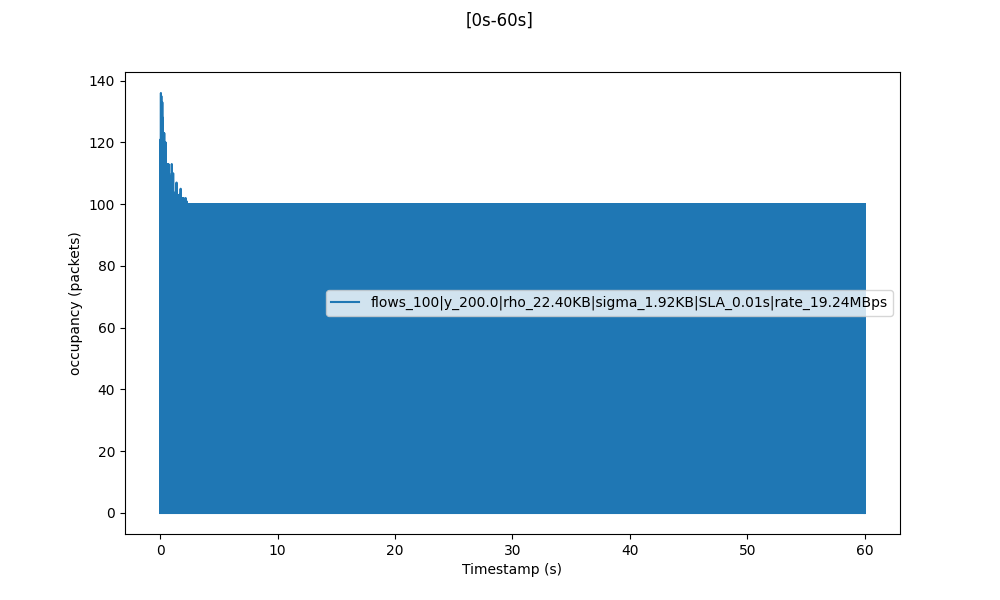 [0s-60s]
140
120
100
80
60
40
20
0
occupancy (packets)
flows_100|y_200.0|rho_22.40KB|sigma_1.92KB|SLA_0.01s|rate_19.24MBps
0 10 20 30 40 50 60
Timestamp (s)